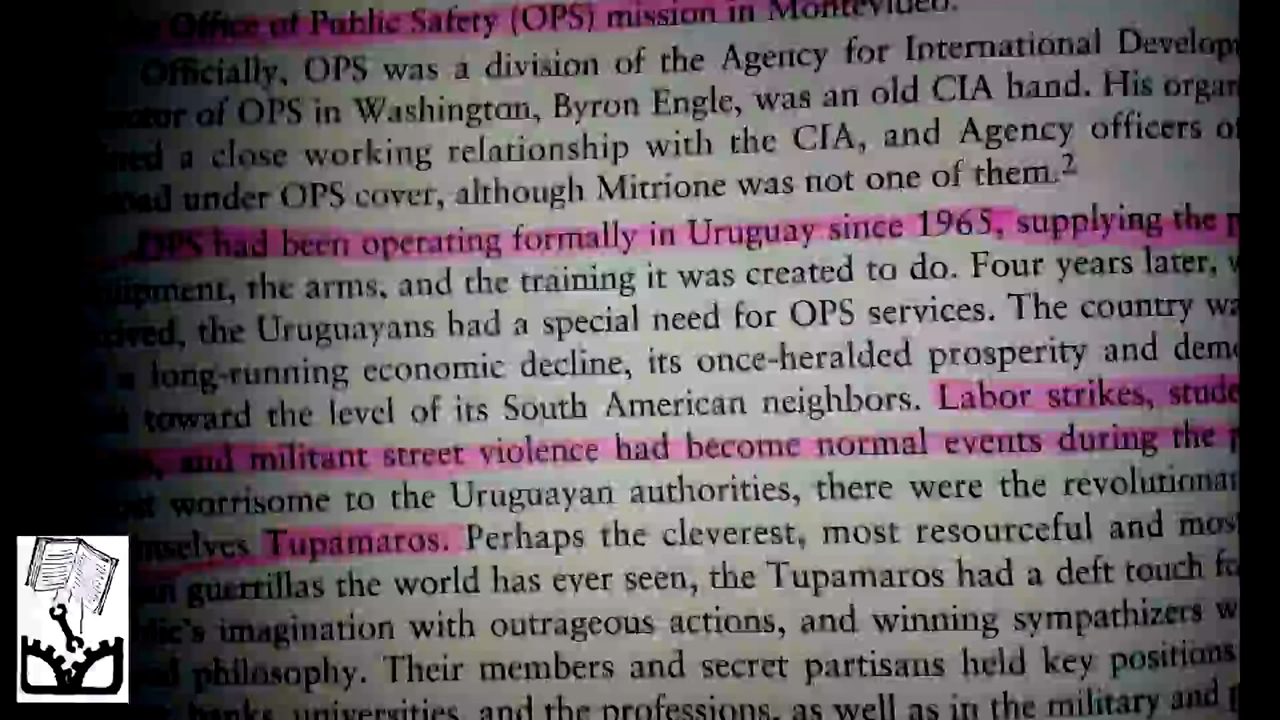 Office of Public Safety (OPS) mission in Montevideo.
Officially, OPS was a division of the Agency for International Develop
of OPS in Washington, Byron Engle, was an old CIA hand. His organ
a close working relationship with the CIA, and Agency officers
under OPS cover, although Mitrione was not one of them.2
OPS had been operating formally in Uruguay since 1965, supplying the
the arms, and the training it was created to do. Four years later,
the Uruguayans had a special need for OPS services. The country
a long-running economic decline, its once-heralded prosperity and
toward the level of its South American neighbors. Labor strikes,
and militant street violence had become normal events during the
worrisome to the Uruguayan authorities, there were the
Tupamaros. Perhaps the cleverest, most resourceful and
guerrillas the world has ever seen, the Tupamaros had a deft touch
imagination with outrageous actions, and winning sympathizers
philosophy. Their members and secret partisans held key positions
banks, universities, and the professions, as well as in the military and